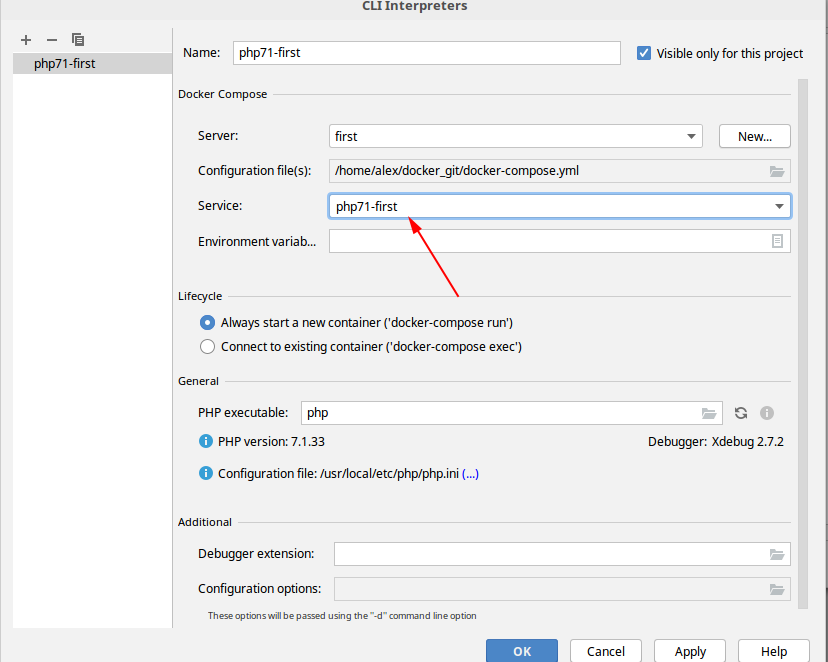 CLI Interpreters
php71-first
Name: php71-first Visible only for this project
Docker Compose
Server: first New...
Configuration file(s): /home/alex/docker_git/docker-compose.yml
Service: php71-first
Environment variab...
Lifecycle
Always start a new container ('docker-compose run')
Connect to existing container ('docker-compose exec')
General
PHP executable: php
PHP version: 7.1.33 Debugger: Xdebug 2.7.2
Configuration file: /usr/local/etc/php/php.ini (...)
Additional
Debugger extension:
Configuration options:
These options will be passed using the "-d" command line option
OK Cancel Apply Help